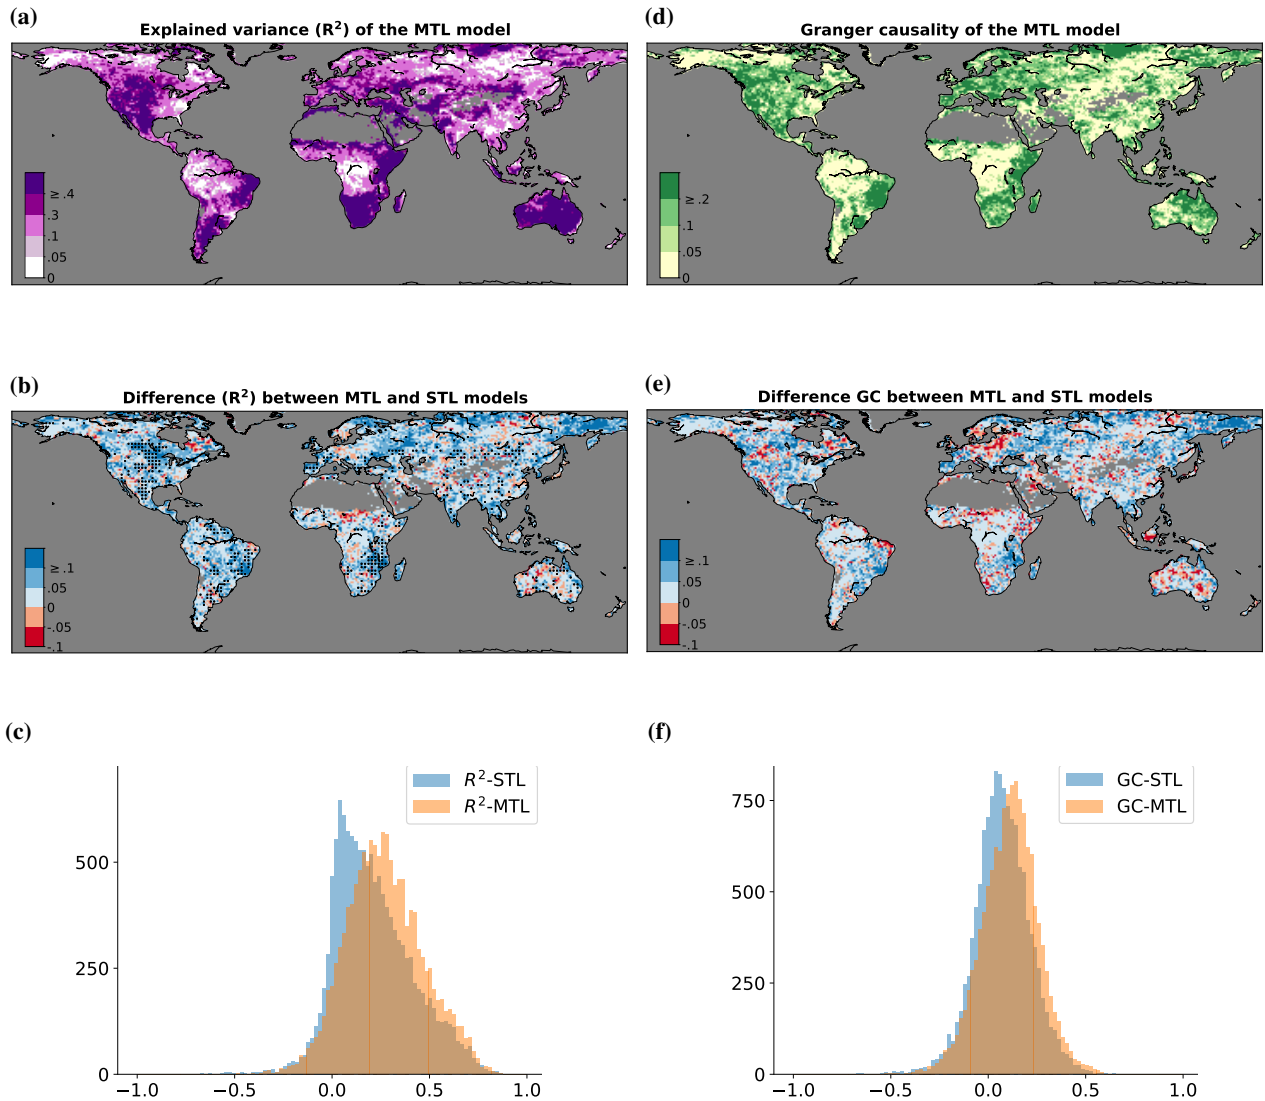 (a)
Explained variance (R²) of the MTL model
≥.4
.3
.1
.05
0
(d)
Granger causality of the MTL model
≥.2
.1
.05
0
(b)
Difference (R²) between MTL and STL models
≥.1
.05
0
-.05
-.1
(e)
Difference GC between MTL and STL models
≥.1
.05
0
-.05
-.1
(c)
R²-STL
R²-MTL
500
250
0
−1.0 −0.5 0.0 0.5 1.0
(f)
GC-STL
GC-MTL
750
500
250
0
−1.0 −0.5 0.0 0.5 1.0